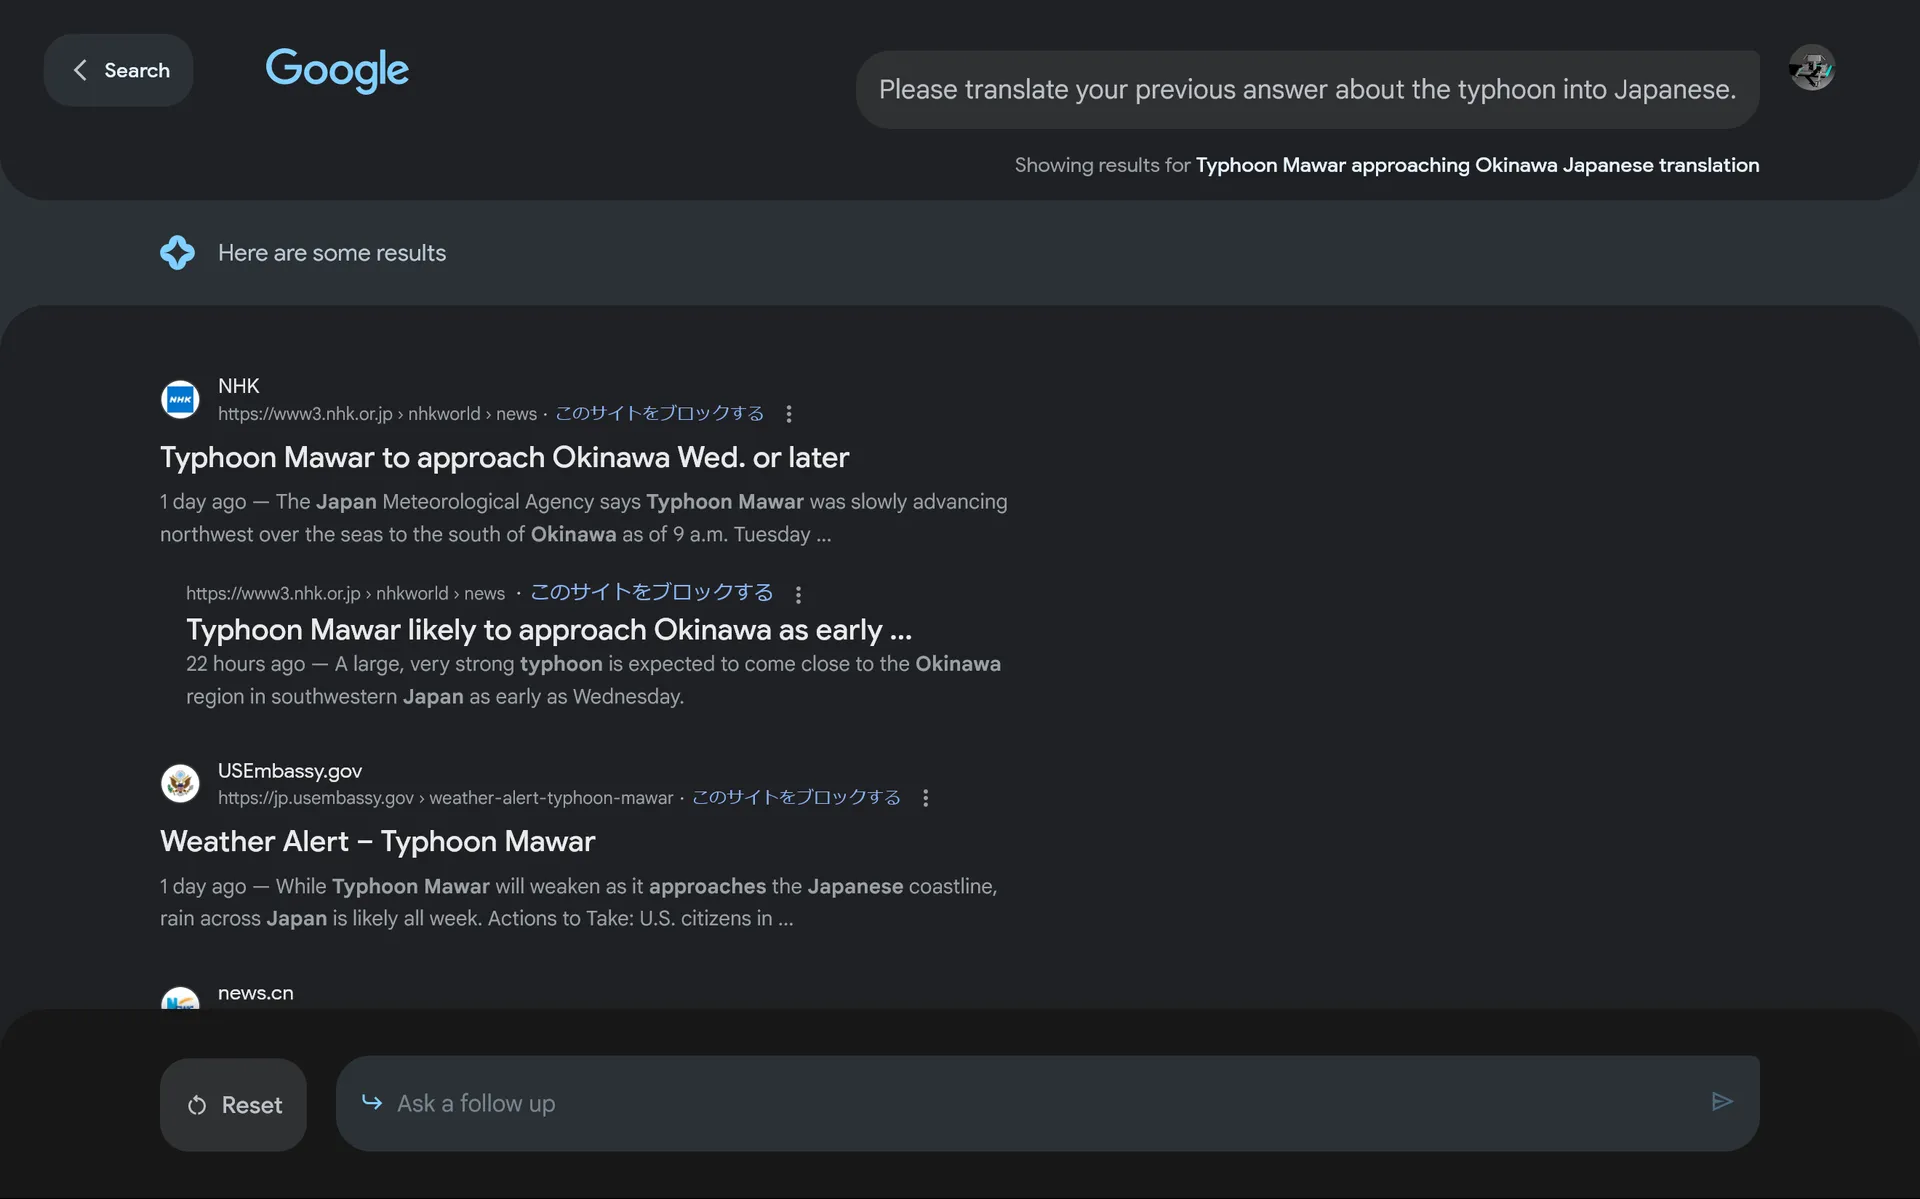 Search
Google
Please translate your previous answer about the typhoon into Japanese.
Showing results for Typhoon Mawar approaching Okinawa Japanese translation
Here are some results
NHK
NHK
https://www3.nhk.or.jp › nhkworld › news · このサイトをブロックする
Typhoon Mawar to approach Okinawa Wed. or later
1 day ago — The Japan Meteorological Agency says Typhoon Mawar was slowly advancing
northwest over the seas to the south of Okinawa as of 9 a.m. Tuesday ...
https://www3.nhk.or.jp › nhkworld › news · このサイトをブロックする
Typhoon Mawar likely to approach Okinawa as early ...
22 hours ago — A large, very strong typhoon is expected to come close to the Okinawa
region in southwestern Japan as early as Wednesday.
USEmbassy.gov
https://jp.usembassy.gov › weather-alert-typhoon-mawar · このサイトをブロックする
Weather Alert – Typhoon Mawar
1 day ago — While Typhoon Mawar will weaken as it approaches the Japanese coastline,
rain across Japan is likely all week. Actions to Take: U.S. citizens in ...
news.cn
Reset
Ask a follow up